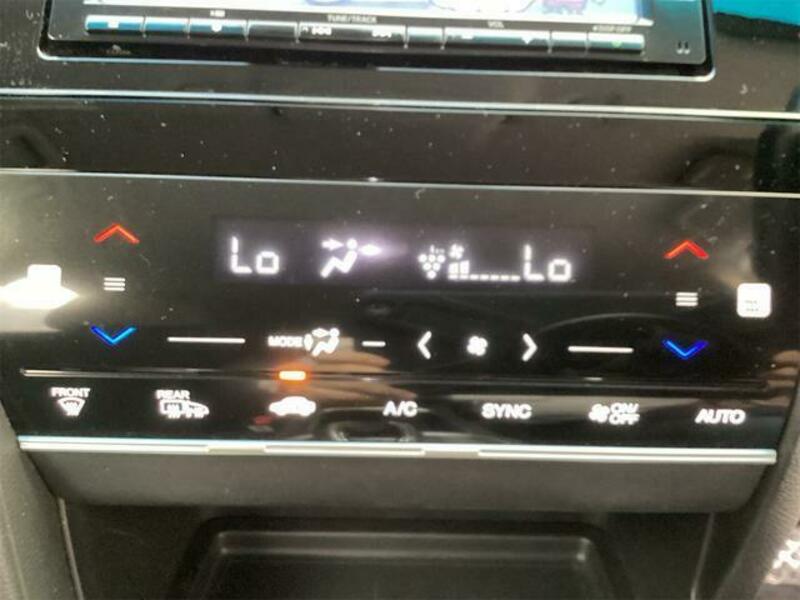 TUNE/TRACK
VOL
Lo
Lo
MODE
FRONT
REAR
A/C
SYNC
ON/
OFF
AUTO